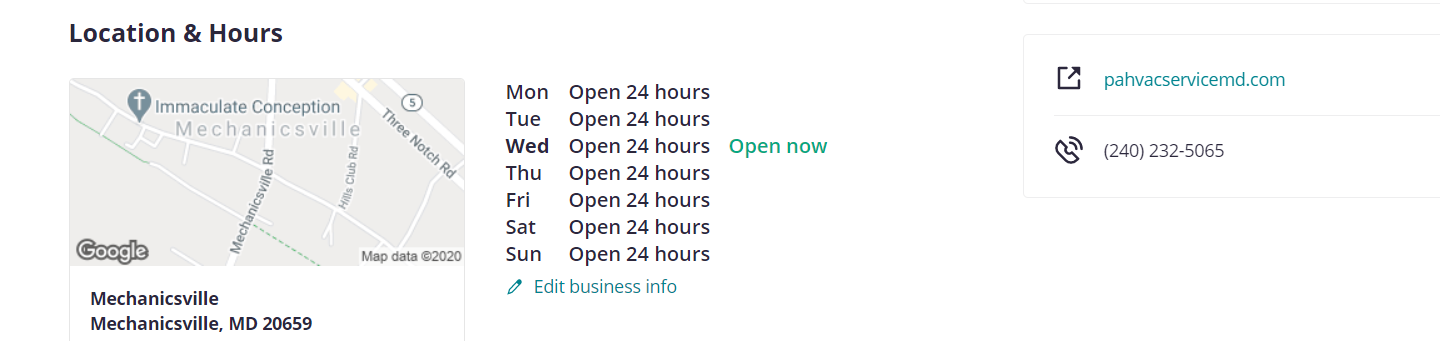 Location & Hours
Immaculate Conception
Mechanicsville
5
Three Notch Rd
Hills Club Rd
Mechanicsville Rd
Google
Map data ©2020
Mechanicsville
Mechanicsville, MD 20659
Mon Open 24 hours
Tue Open 24 hours
Wed Open 24 hours Open now
Thu Open 24 hours
Fri Open 24 hours
Sat Open 24 hours
Sun Open 24 hours
Edit business info
pahvacservicemd.com
(240) 232-5065